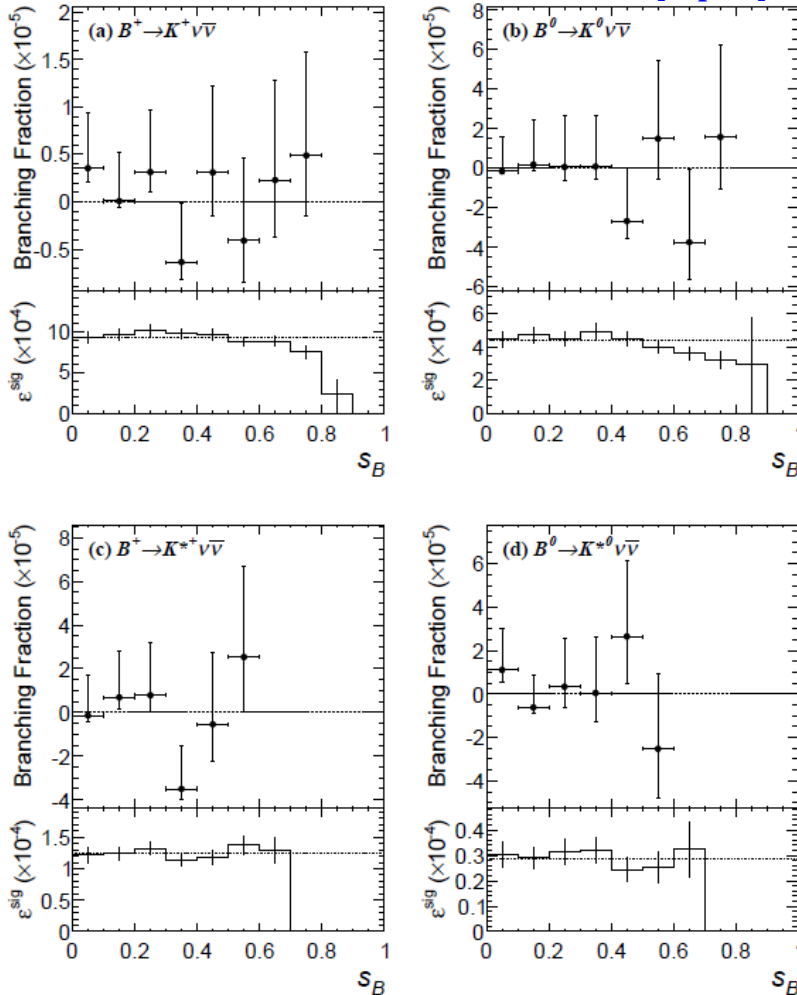 (a) B⁺→K⁺νν̅
Branching Fraction (×10⁻⁵)
2
1.5
1
0.5
0
-0.5
ε^sig (×10⁻⁴)
10
5
0
0 0.2 0.4 0.6 0.8 1
s_B
(b) B⁰→K⁰νν̅
Branching Fraction (×10⁻⁵)
8
6
4
2
0
-2
-4
-6
ε^sig (×10⁻⁴)
6
4
2
0
0 0.2 0.4 0.6 0.8 1
s_B
(c) B⁺→K*⁺νν̅
Branching Fraction (×10⁻⁵)
8
6
4
2
0
-2
-4
ε^sig (×10⁻⁴)
1.5
1
0.5
0
0 0.2 0.4 0.6 0.8 1
s_B
(d) B⁰→K*⁰νν̅
Branching Fraction (×10⁻⁵)
8
6
4
2
0
-2
-4
ε^sig (×10⁻⁴)
0.4
0.3
0.2
0.1
0
0 0.2 0.4 0.6 0.8 1
s_B